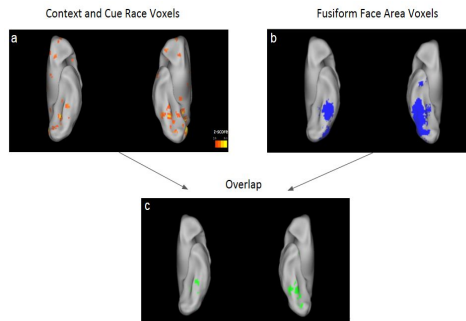 Context and Cue Race Voxels
Fusiform Face Area Voxels
a
z-score
b
Overlap
c